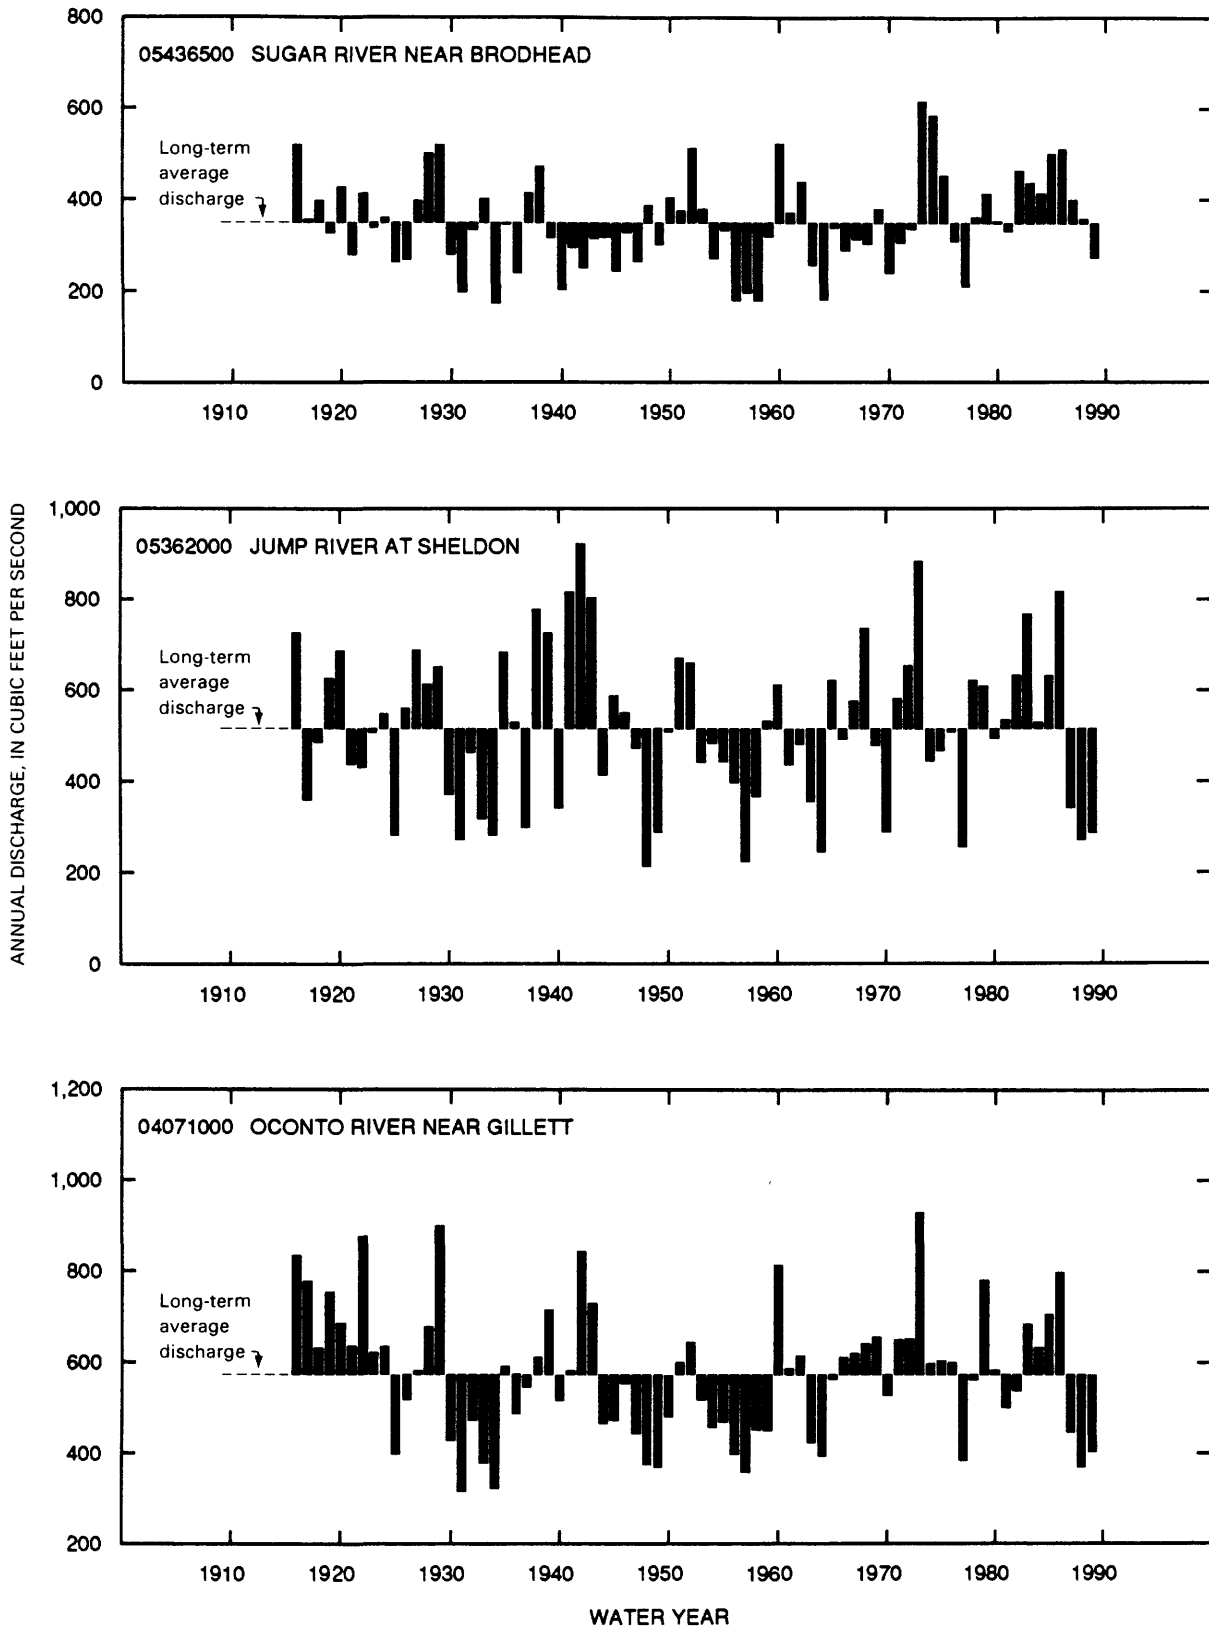 800
05436500 SUGAR RIVER NEAR BRODHEAD
600
Long-term
average
discharge
400
200
0
1910 1920 1930 1940 1950 1960 1970 1980 1990
ANNUAL DISCHARGE, IN CUBIC FEET PER SECOND
1,000
05362000 JUMP RIVER AT SHELDON
800
Long-term
average
discharge
600
400
200
0
1910 1920 1930 1940 1950 1960 1970 1980 1990
1,200
04071000 OCONTO RIVER NEAR GILLETT
1,000
800
Long-term
average
discharge
600
400
200
1910 1920 1930 1940 1950 1960 1970 1980 1990
WATER YEAR